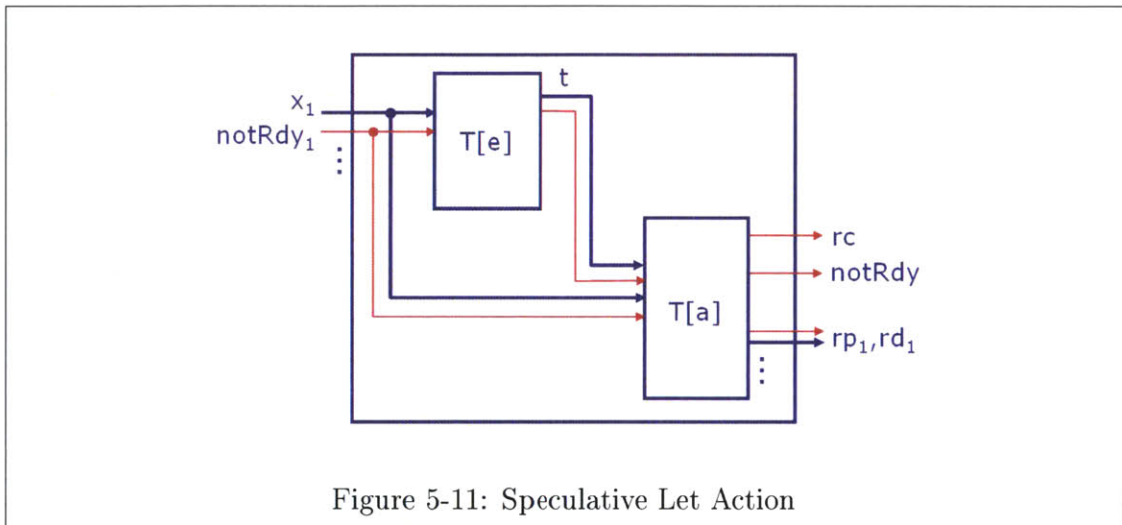 t
x₁
notRdy₁
T[e]
rc
notRdy
T[a]
rp₁,rd₁
Figure 5-11: Speculative Let Action